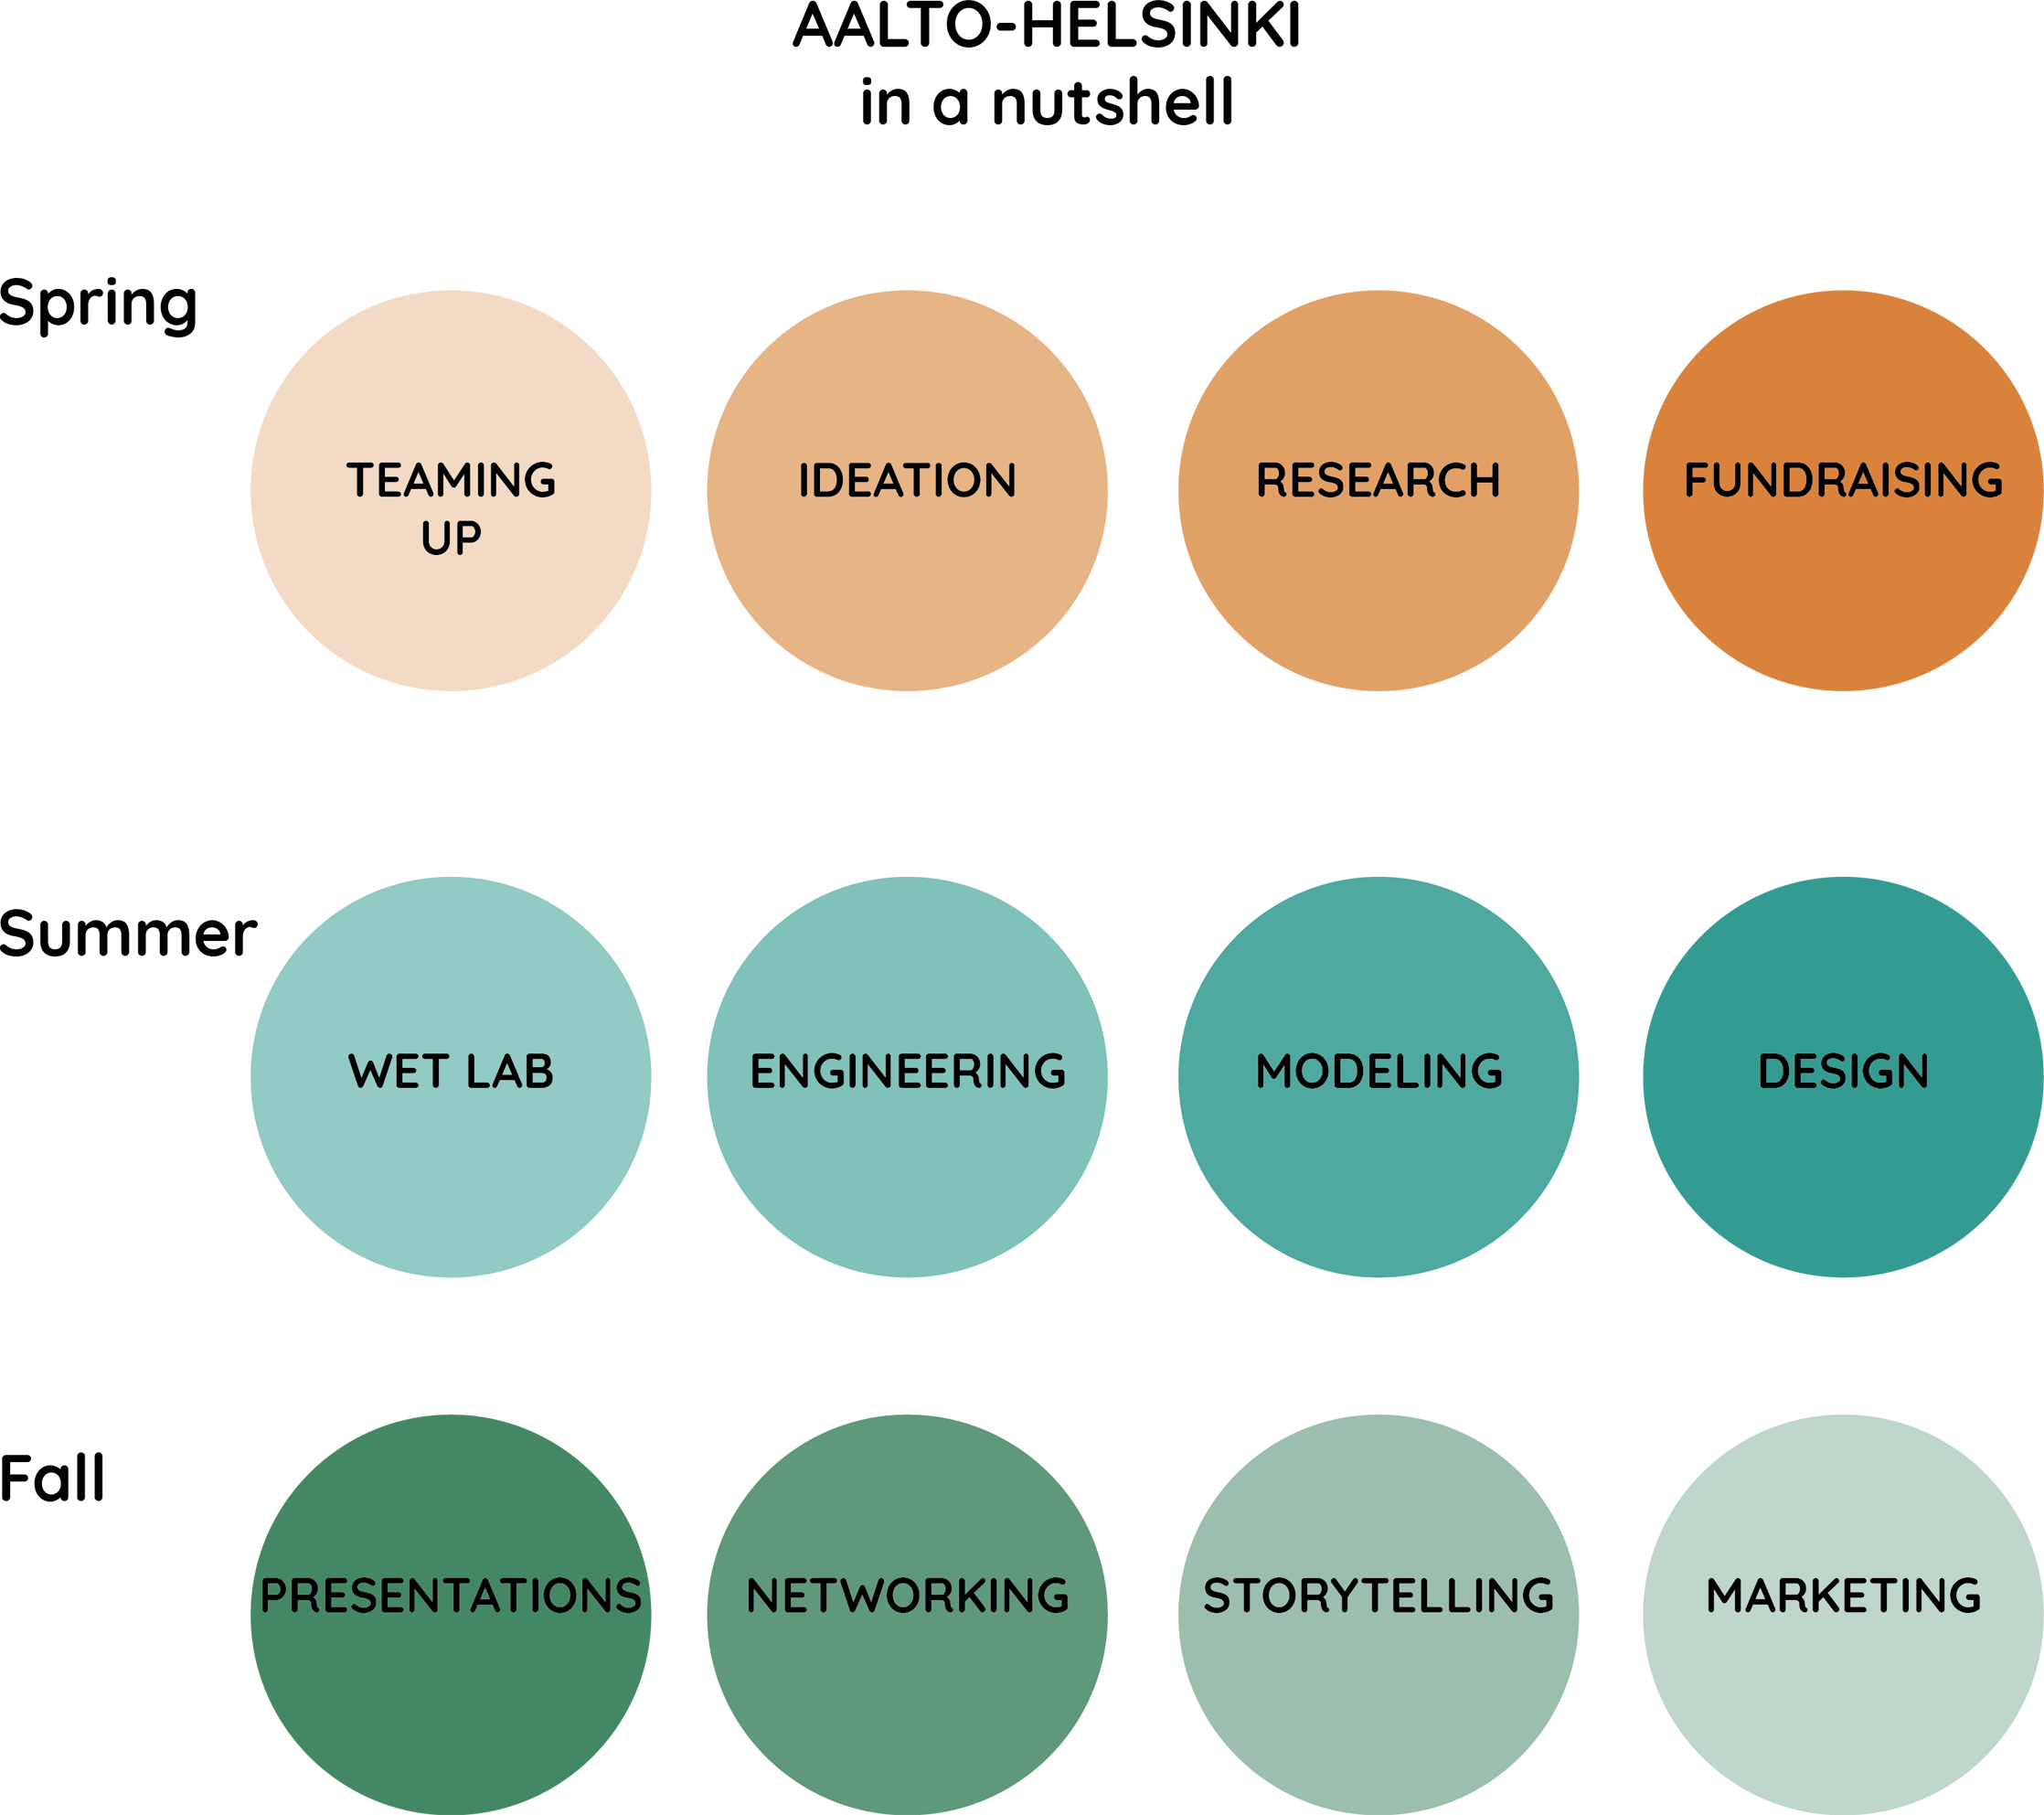 AALTO-HELSINKI
in a nutshell
Spring
TEAMING
UP
IDEATION
RESEARCH
FUNDRAISING
Summer
WET LAB
ENGINEERING
MODELING
DESIGN
Fall
PRESENTATIONS
NETWORKING
STORYTELLING
MARKETING